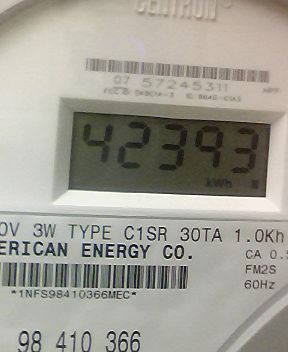 CENTRON®
07 57245311
42393
kWh
0V 3W TYPE C1SR 30TA 1.0Kh
ERICAN ENERGY CO.
CA 0.5
FM2S
*1NFS98410366MEC*
60Hz
98 410 366